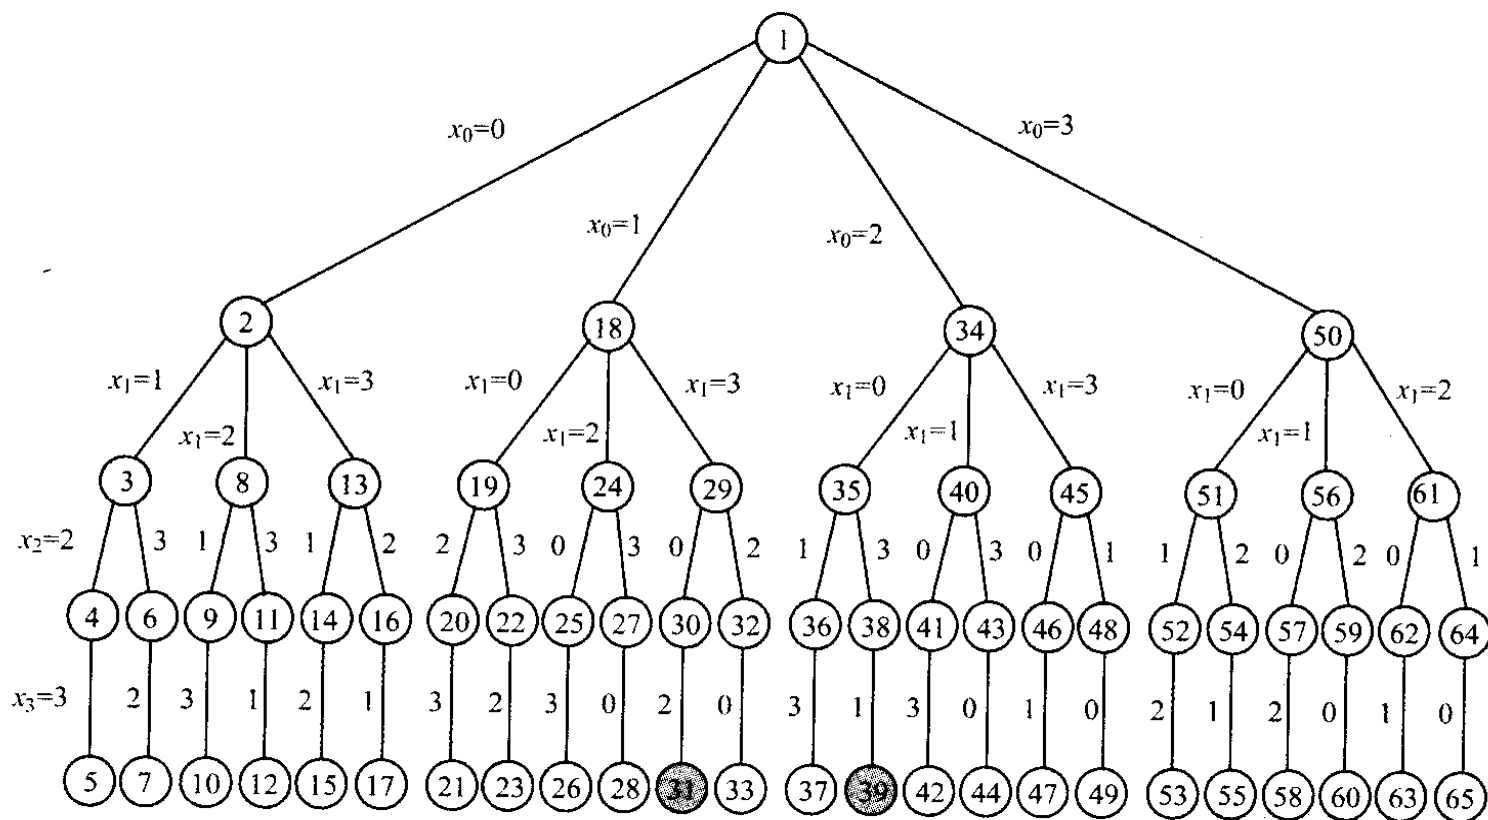 1
x0=0 x0=3
x0=1 x0=2
2 18 34 50
x1=1 x1=3 x1=0 x1=3 x1=0 x1=3 x1=0 x1=2
x1=2 x1=2 x1=1 x1=1
3 8 13 19 24 29 35 40 45 51 56 61
x2=2 3 1 3 1 2 2 3 0 3 0 2 1 3 0 3 0 1 1 2 0 2 0 1
4 6 9 11 14 16 20 22 25 27 30 32 36 38 41 43 46 48 52 54 57 59 62 64
x3=3 2 3 1 2 1 3 2 3 0 2 0 3 1 3 0 1 0 2 1 2 0 1 0
5 7 10 12 15 17 21 23 26 28 31 33 37 39 42 44 47 49 53 55 58 60 63 65